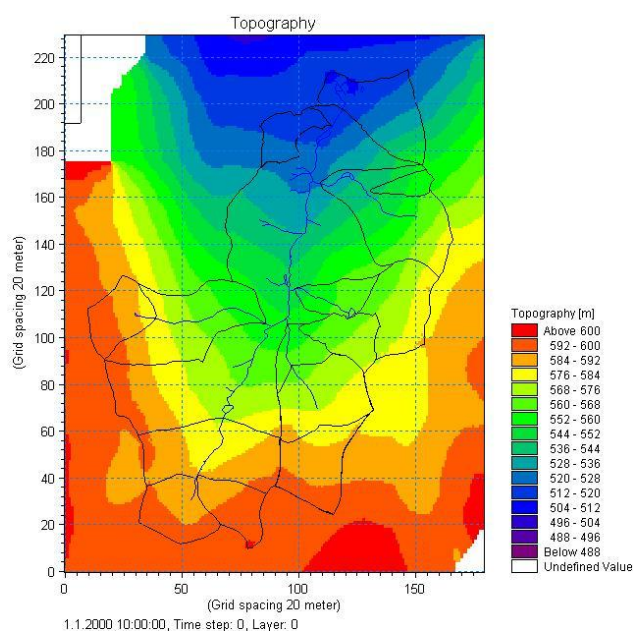 Topography
220
200
180
160
140
120
100
80
60
40
20
0
(Grid spacing 20 meter)
0 50 100 150
(Grid spacing 20 meter)
1.1.2000 10:00:00, Time step: 0, Layer: 0
Topography [m]
Above 600
592 - 600
584 - 592
576 - 584
568 - 576
560 - 568
552 - 560
544 - 552
536 - 544
528 - 536
520 - 528
512 - 520
504 - 512
496 - 504
488 - 496
Below 488
Undefined Value